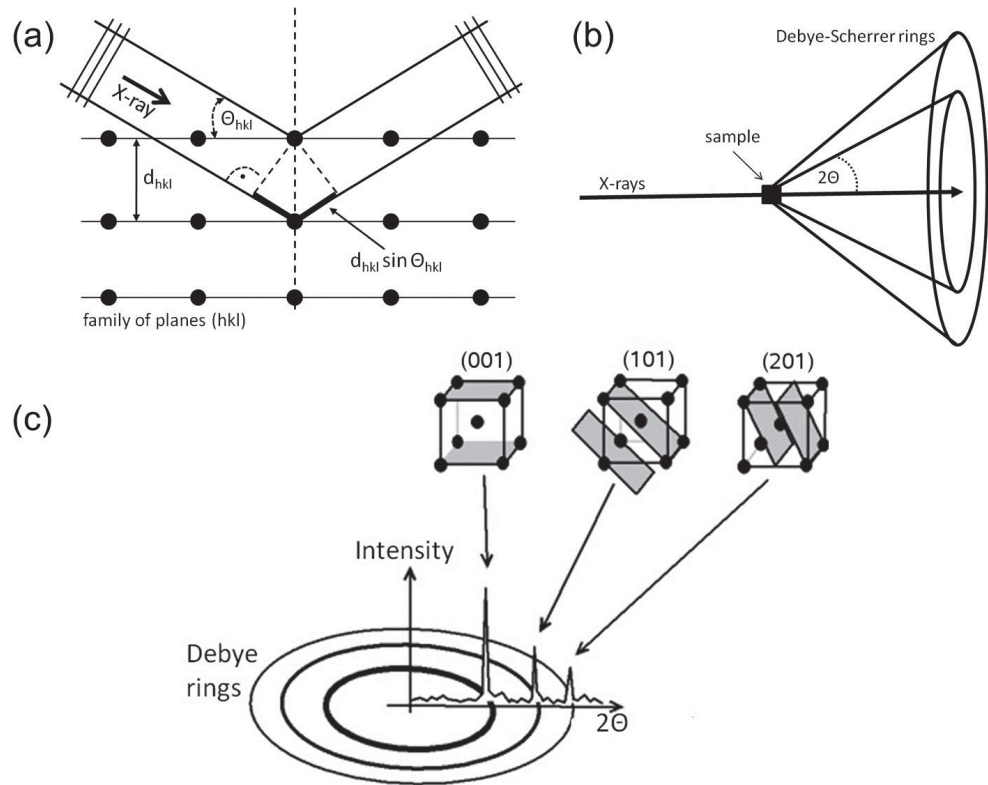 (a)
X-ray
Θhkl
dhkl
dhkl sin Θhkl
family of planes (hkl)
(b)
Debye-Scherrer rings
sample
X-rays
2Θ
(c)
(001)
(101)
(201)
Intensity
Debye
rings
2Θ